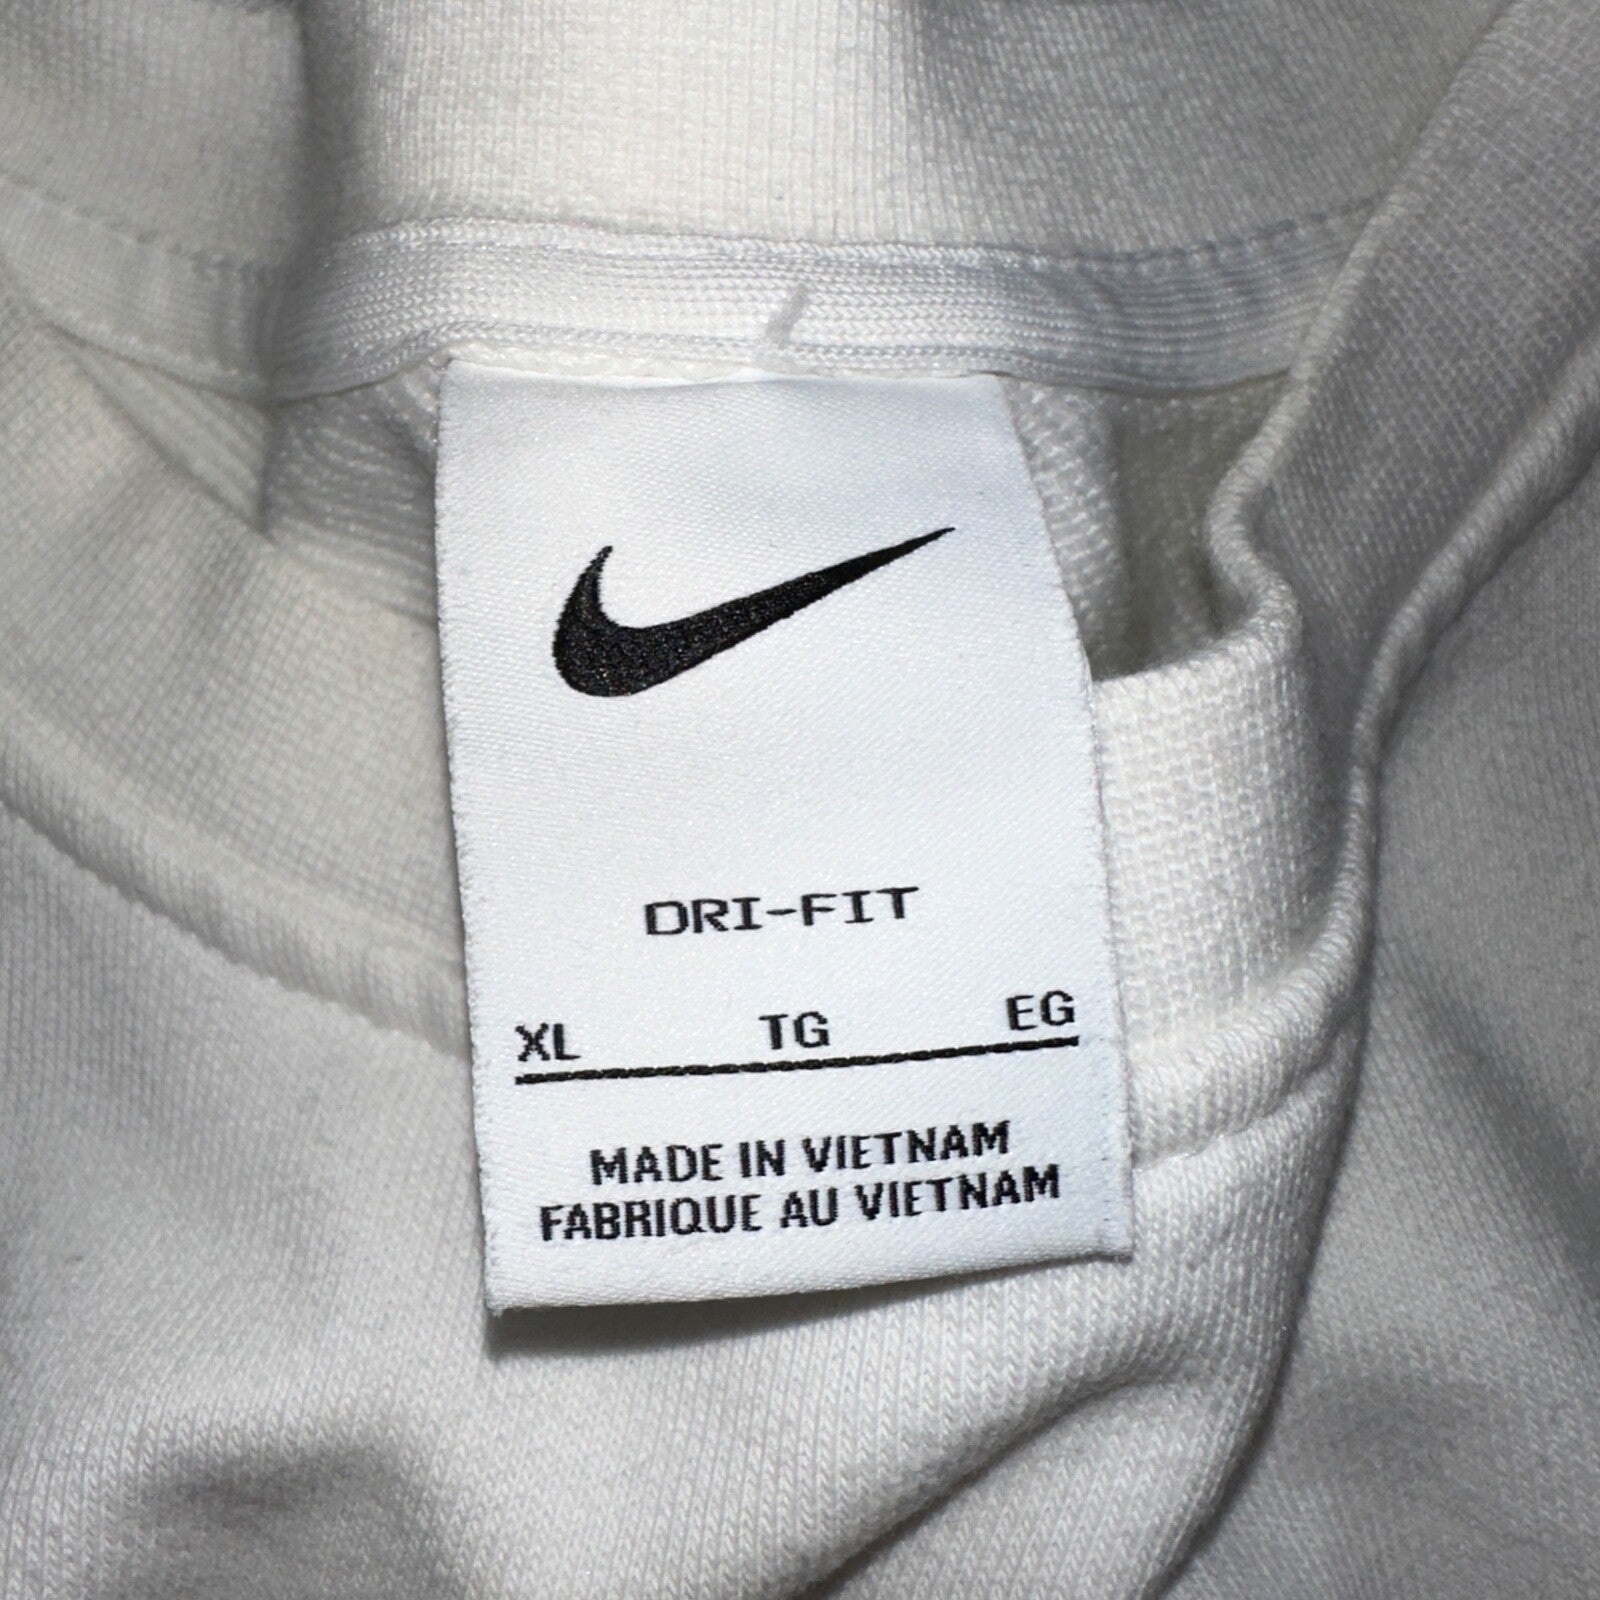 DRI-FIT
XL TG EG
MADE IN VIETNAM
FABRIQUE AU VIETNAM